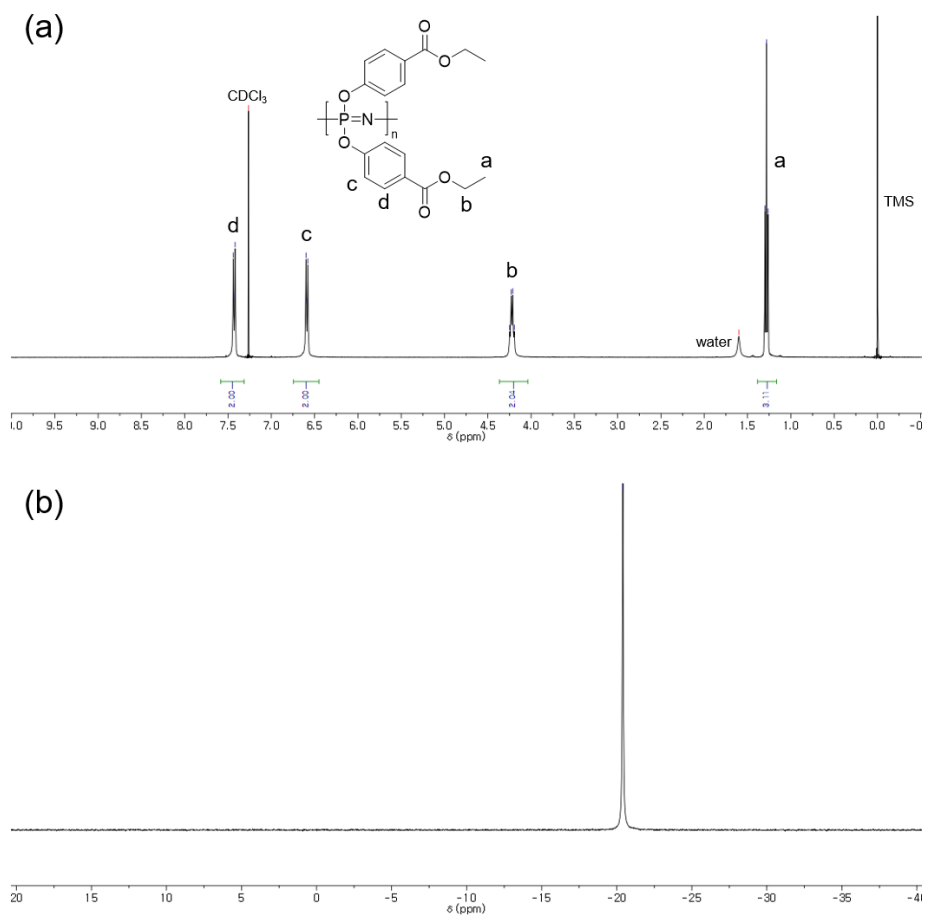 (a)
O
O
CDCl₃
O
P=N
n
O
a
c
O
d
b
O
TMS
d
c
b
a
water
2.00
2.00
2.04
3.11
.0 9.5 9.0 8.5 8.0 7.5 7.0 6.5 6.0 5.5 5.0 4.5 4.0 3.5 3.0 2.5 2.0 1.5 1.0 0.5 0.0 -0
δ (ppm)
(b)
20 15 10 5 0 -5 -10 -15 -20 -25 -30 -35 -4(
δ (ppm)